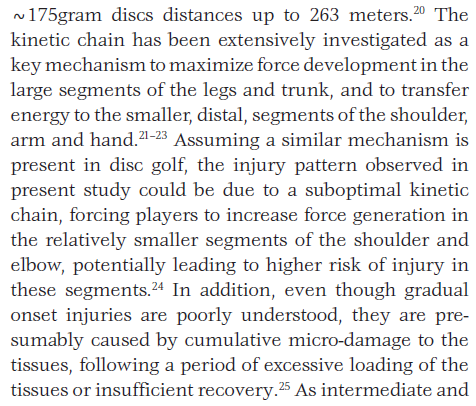 ~175gram discs distances up to 263 meters.20 The
kinetic chain has been extensively investigated as a
key mechanism to maximize force development in the
large segments of the legs and trunk, and to transfer
energy to the smaller, distal, segments of the shoulder,
arm and hand.21–23 Assuming a similar mechanism is
present in disc golf, the injury pattern observed in
present study could be due to a suboptimal kinetic
chain, forcing players to increase force generation in
the relatively smaller segments of the shoulder and
elbow, potentially leading to higher risk of injury in
these segments.24 In addition, even though gradual
onset injuries are poorly understood, they are pre-
sumably caused by cumulative micro-damage to the
tissues, following a period of excessive loading of the
tissues or insufficient recovery.25 As intermediate and